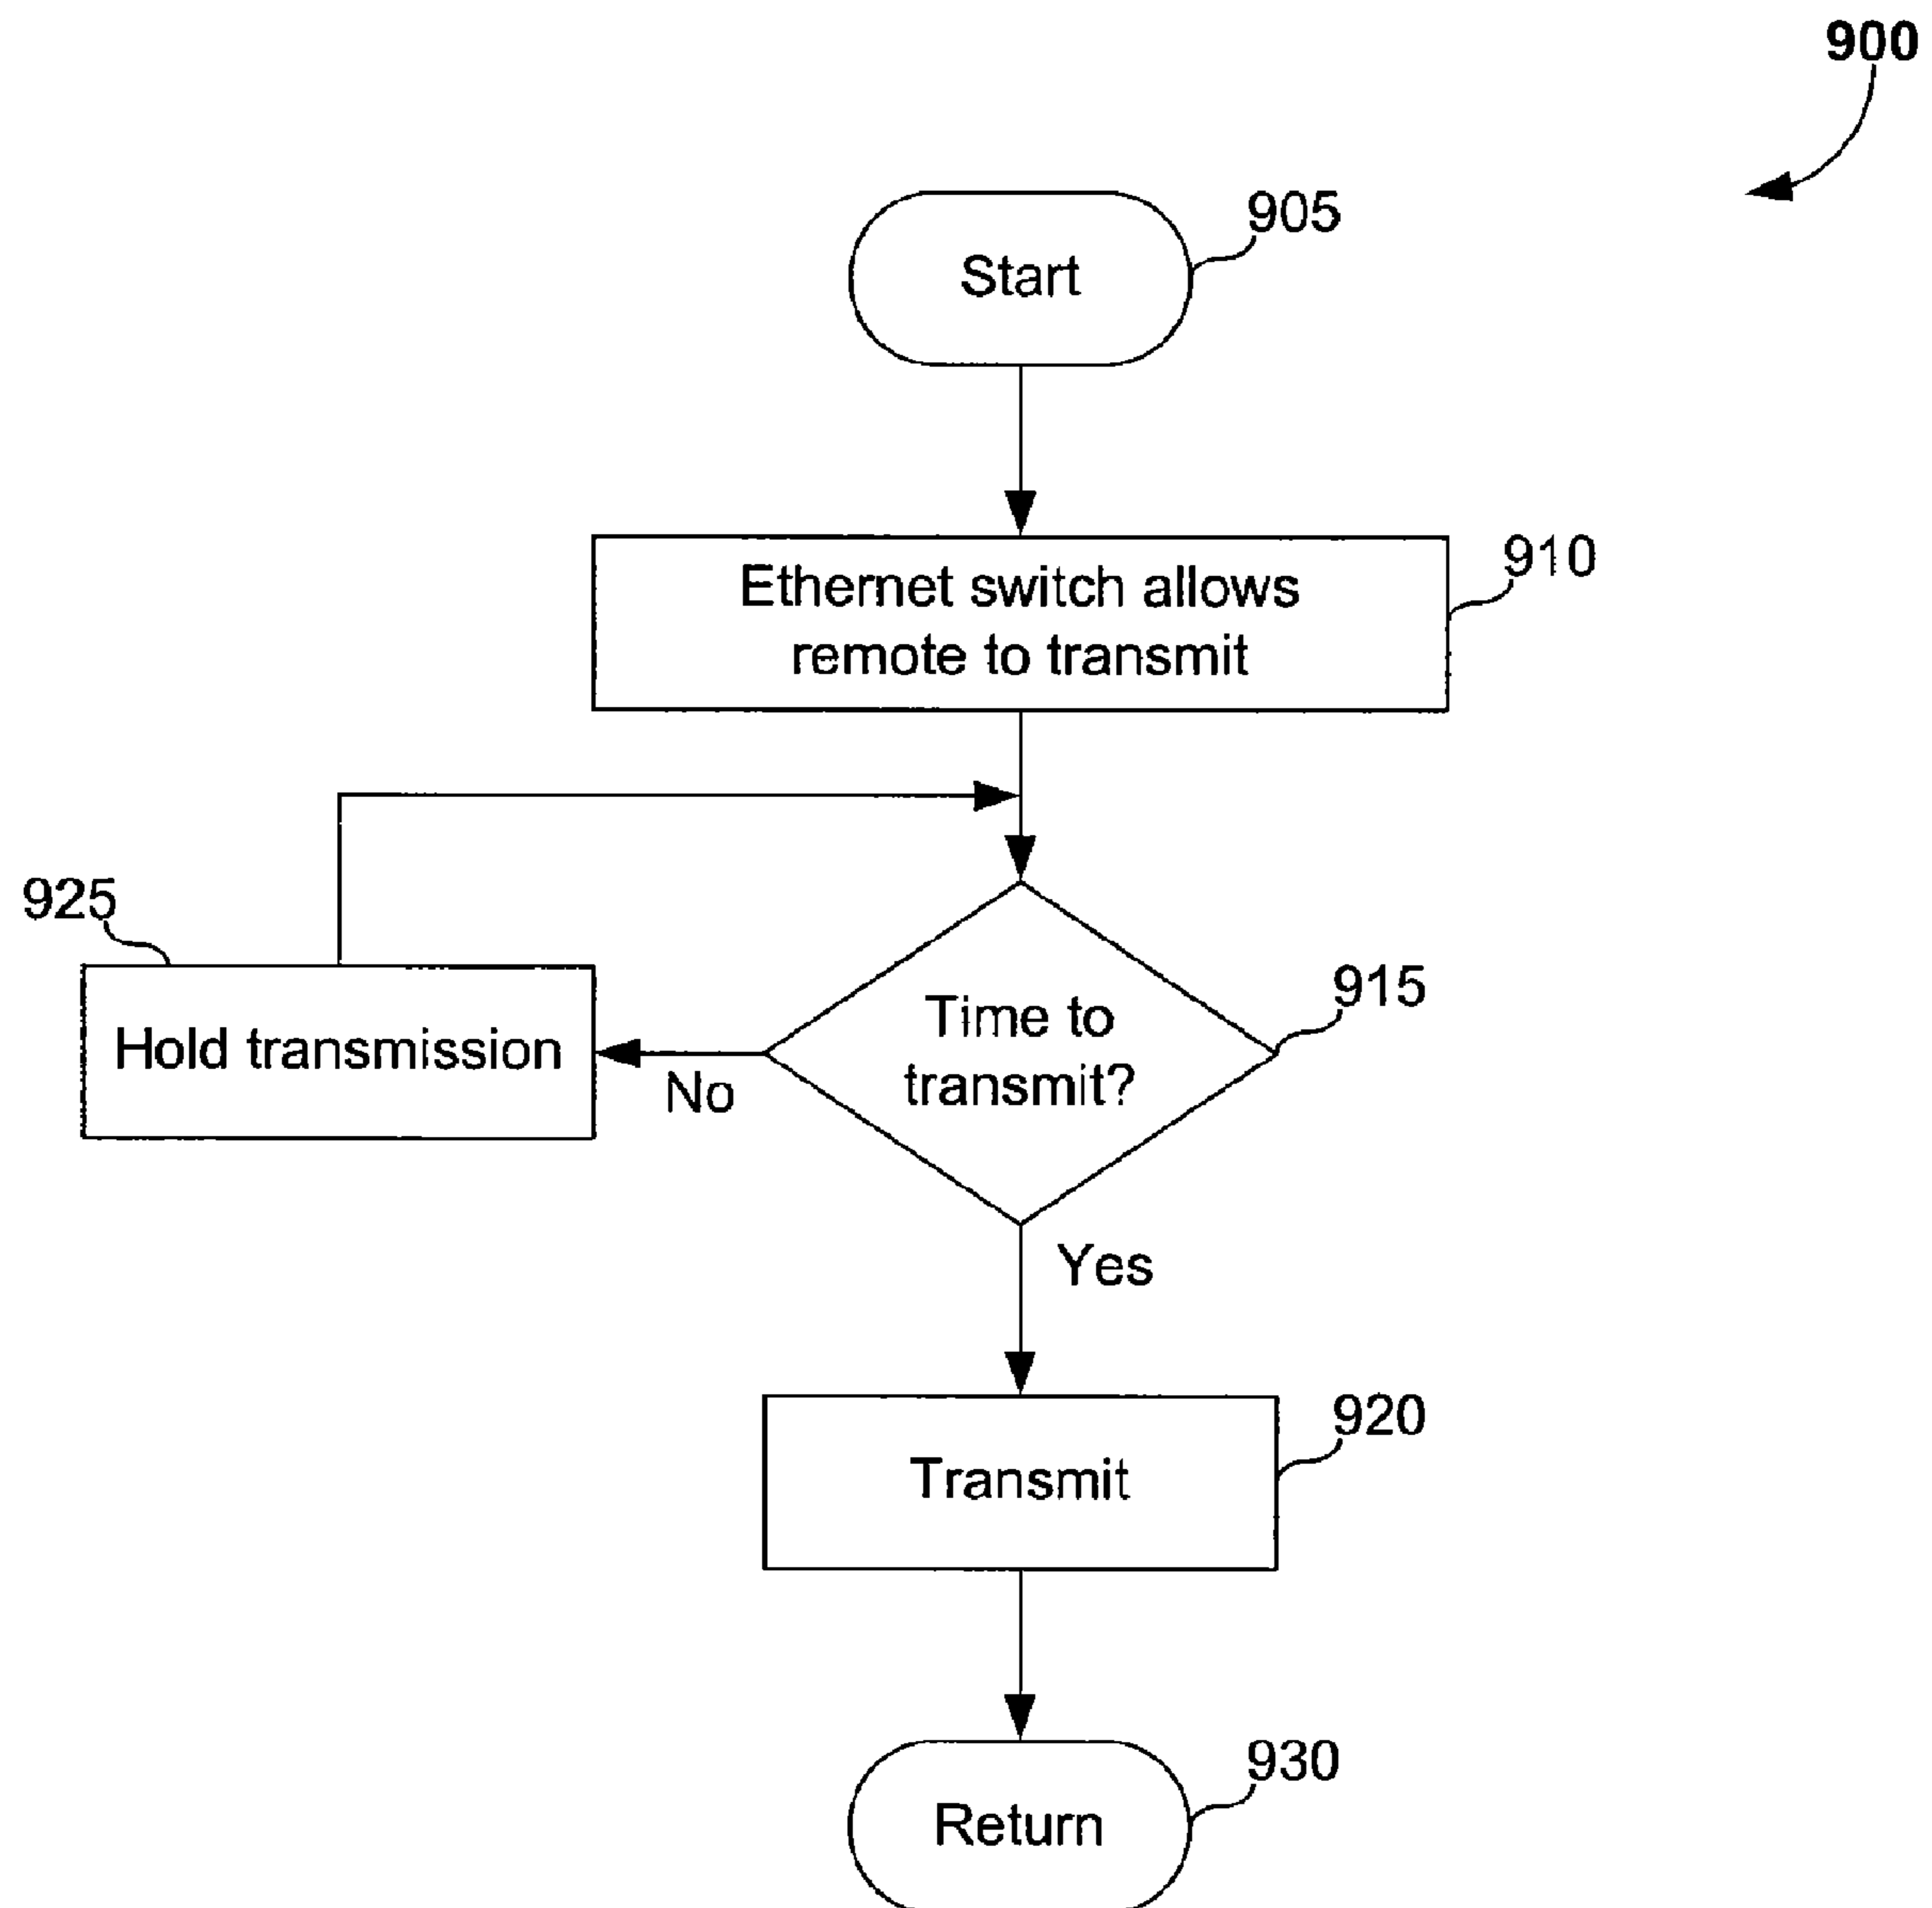 900
905
Start
910
Ethernet switch allows
remote to transmit
925
Hold transmission
No
915
Time to
transmit?
Yes
920
Transmit
930
Return